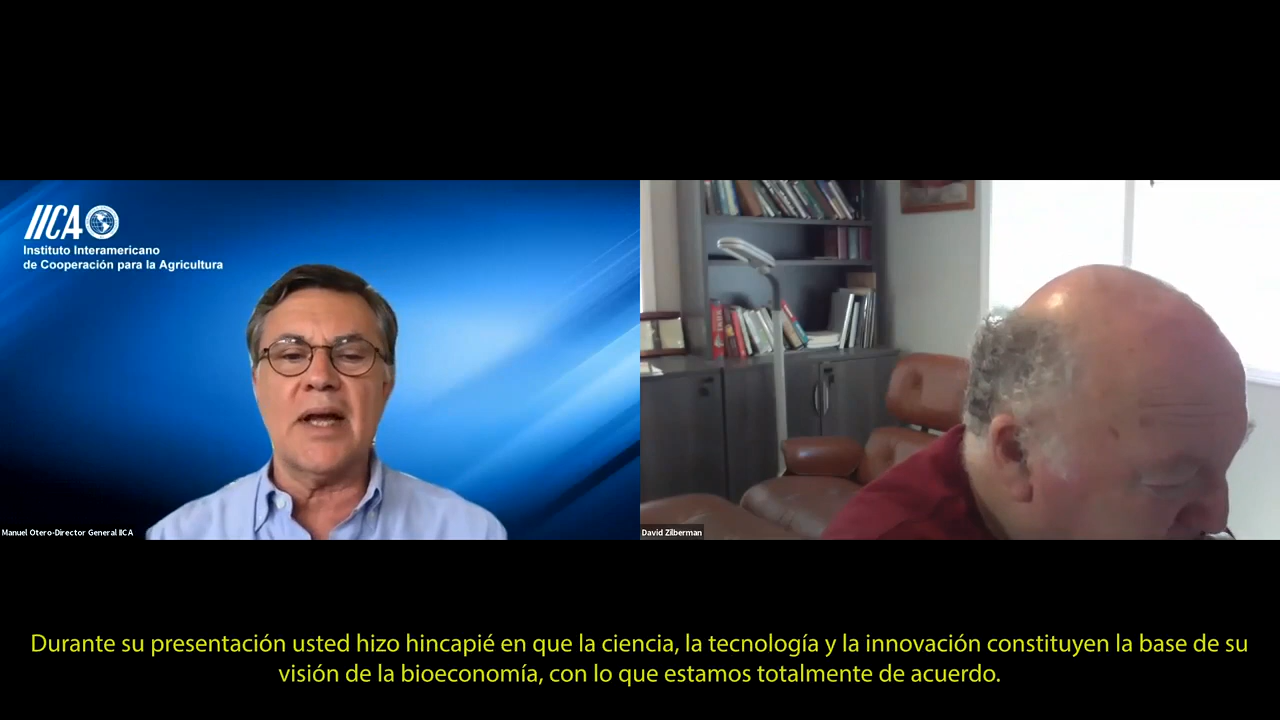 IICA
Instituto Interamericano
de Cooperación para la Agricultura
Manuel Otero-Director General IICA
David Zilberman
Durante su presentación usted hizo hincapié en que la ciencia, la tecnología y la innovación constituyen la base de su
visión de la bioeconomía, con lo que estamos totalmente de acuerdo.